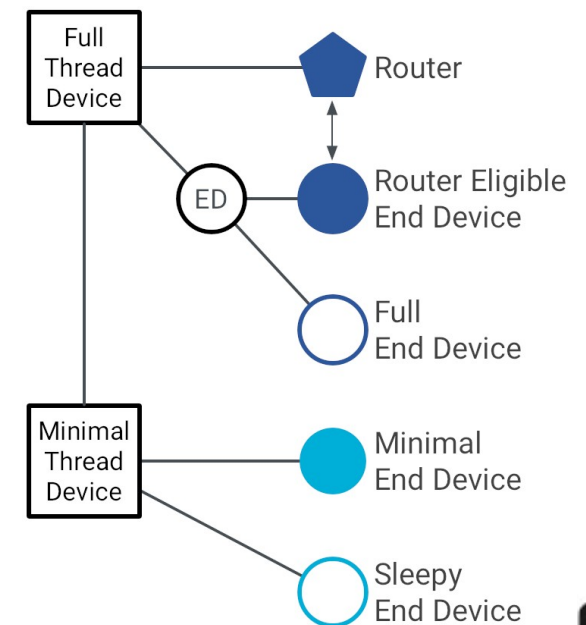 Full
Thread
Device
Router
ED
Router Eligible
End Device
Full
End Device
Minimal
Thread
Device
Minimal
End Device
Sleepy
End Device